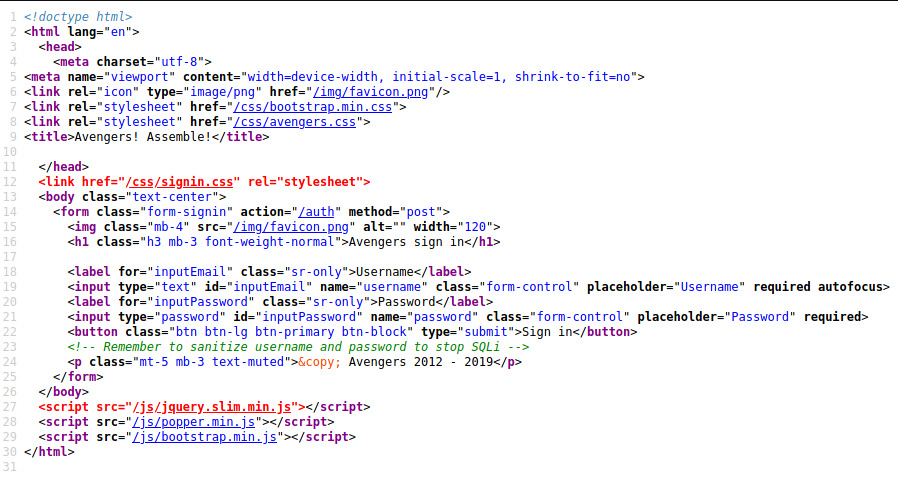 1 <!doctype html>
2 <html lang="en">
3   <head>
4     <meta charset="utf-8">
5 <meta name="viewport" content="width=device-width, initial-scale=1, shrink-to-fit=no">
6 <link rel="icon" type="image/png" href="/img/favicon.png"/>
7 <link rel="stylesheet" href="/css/bootstrap.min.css">
8 <link rel="stylesheet" href="/css/avengers.css">
9 <title>Avengers! Assemble!</title>
10
11   </head>
12   <link href="/css/signin.css" rel="stylesheet">
13   <body class="text-center">
14     <form class="form-signin" action="/auth" method="post">
15       <img class="mb-4" src="/img/favicon.png" alt="" width="120">
16       <h1 class="h3 mb-3 font-weight-normal">Avengers sign in</h1>
17
18       <label for="inputEmail" class="sr-only">Username</label>
19       <input type="text" id="inputEmail" name="username" class="form-control" placeholder="Username" required autofocus>
20       <label for="inputPassword" class="sr-only">Password</label>
21       <input type="password" id="inputPassword" name="password" class="form-control" placeholder="Password" required>
22       <button class="btn btn-lg btn-primary btn-block" type="submit">Sign in</button>
23       <!-- Remember to sanitize username and password to stop SQLi -->
24       <p class="mt-5 mb-3 text-muted">&copy; Avengers 2012 - 2019</p>
25     </form>
26   </body>
27   <script src="/js/jquery.slim.min.js"></script>
28   <script src="/js/popper.min.js"></script>
29   <script src="/js/bootstrap.min.js"></script>
30 </html>
31